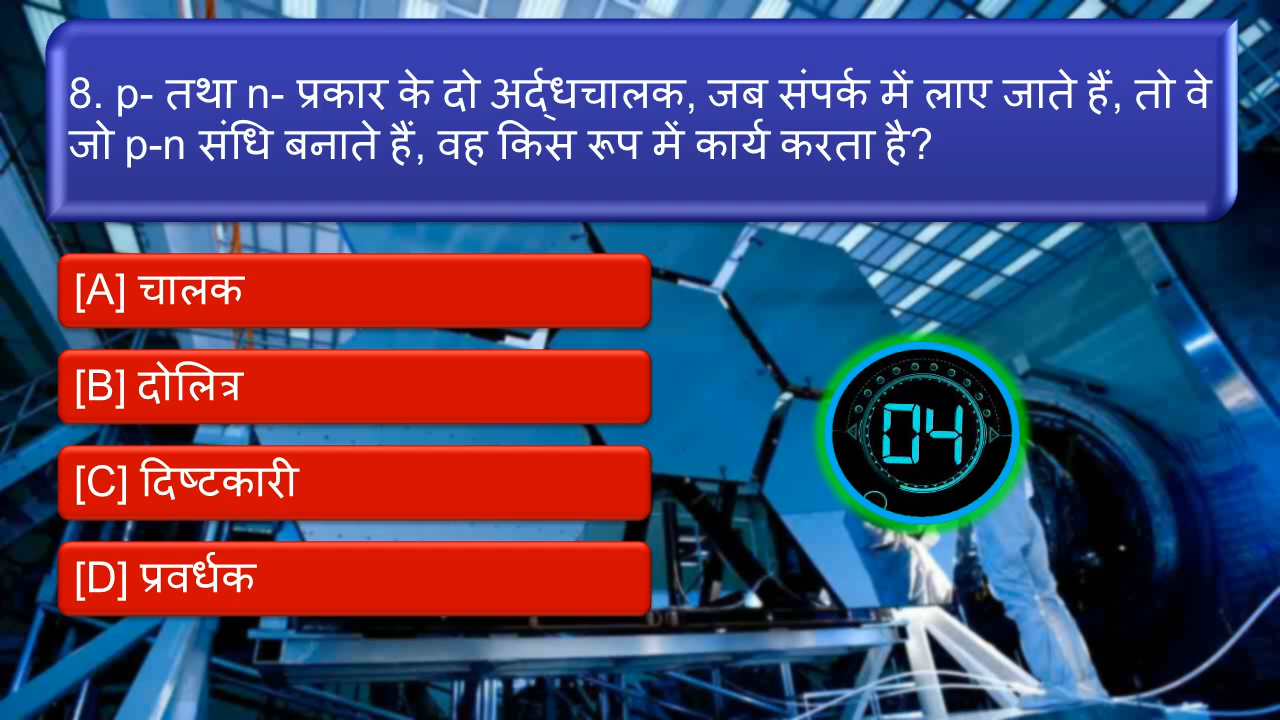 8. p- तथा n- प्रकार के दो अर्द्‌धचालक, जब संपर्क में लाए जाते हैं, तो वे
जो p-n संधि बनाते हैं, वह किस रूप में कार्य करता है?
[A] चालक
[B] दोलित्र
[C] दिष्टकारी
[D] प्रवर्धक
04